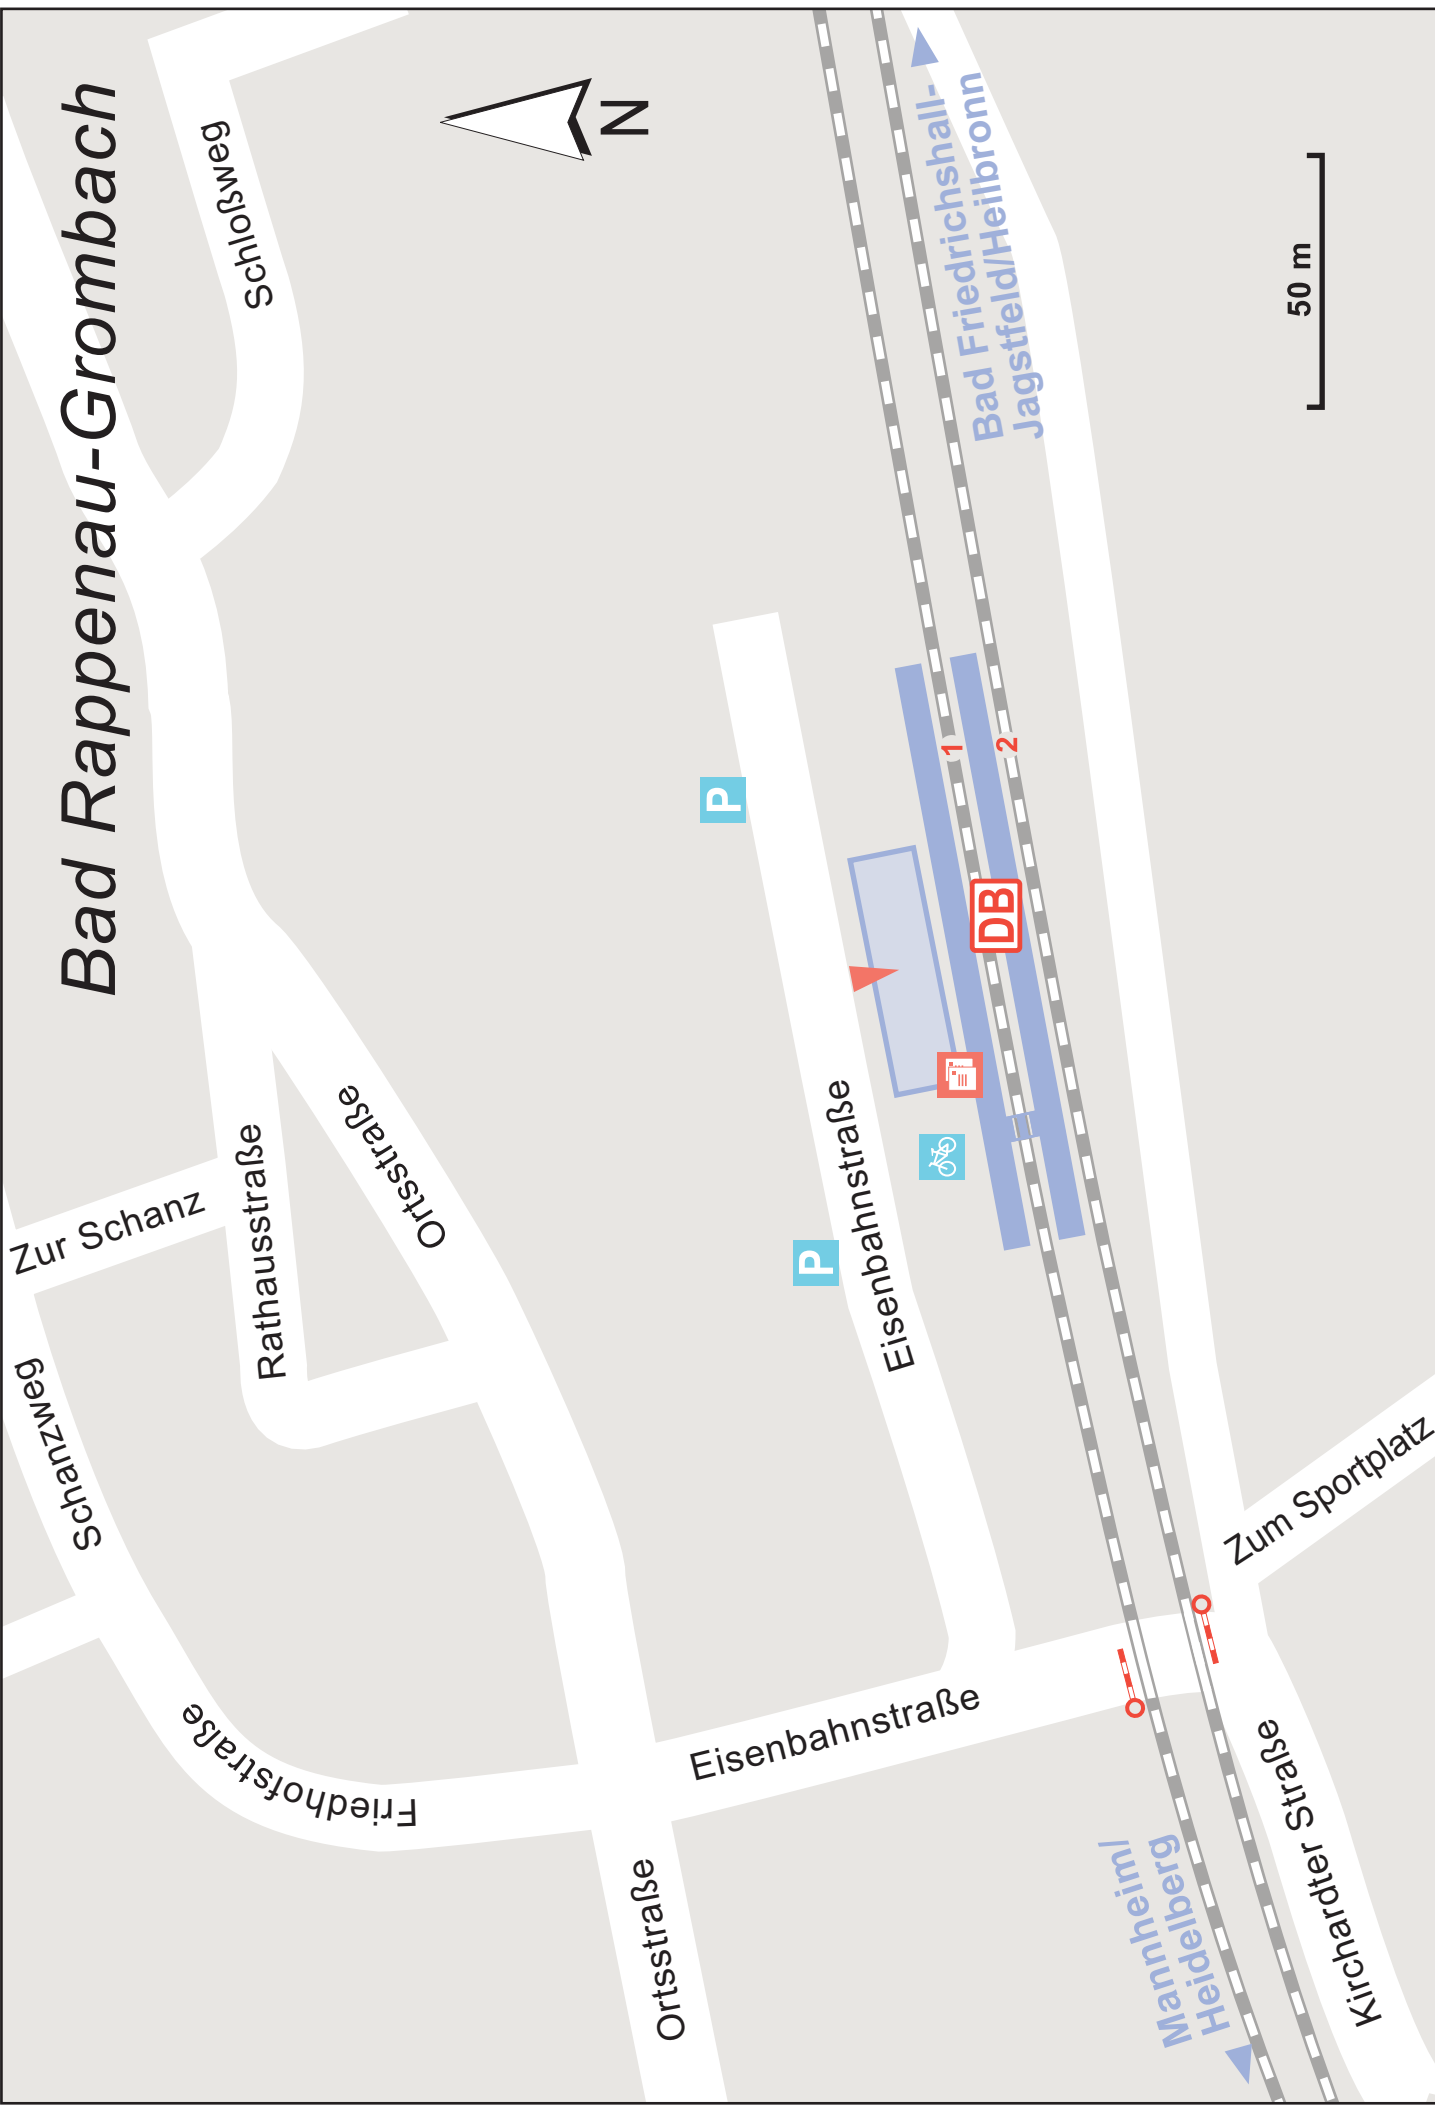 Bad Rappenau-Grombach
Schloßweg
N
Zur Schanz
Rathausstraße
Ortsstraße
Schanzweg
Friedhofstraße
P
P
Eisenbahnstraße
1
2
DB
Bad Friedrichshall-
Jagstfeld/Heilbronn
50 m
Eisenbahnstraße
Ortsstraße
Mannheim/
Heidelberg
Kirchardter Straße
Zum Sportplatz